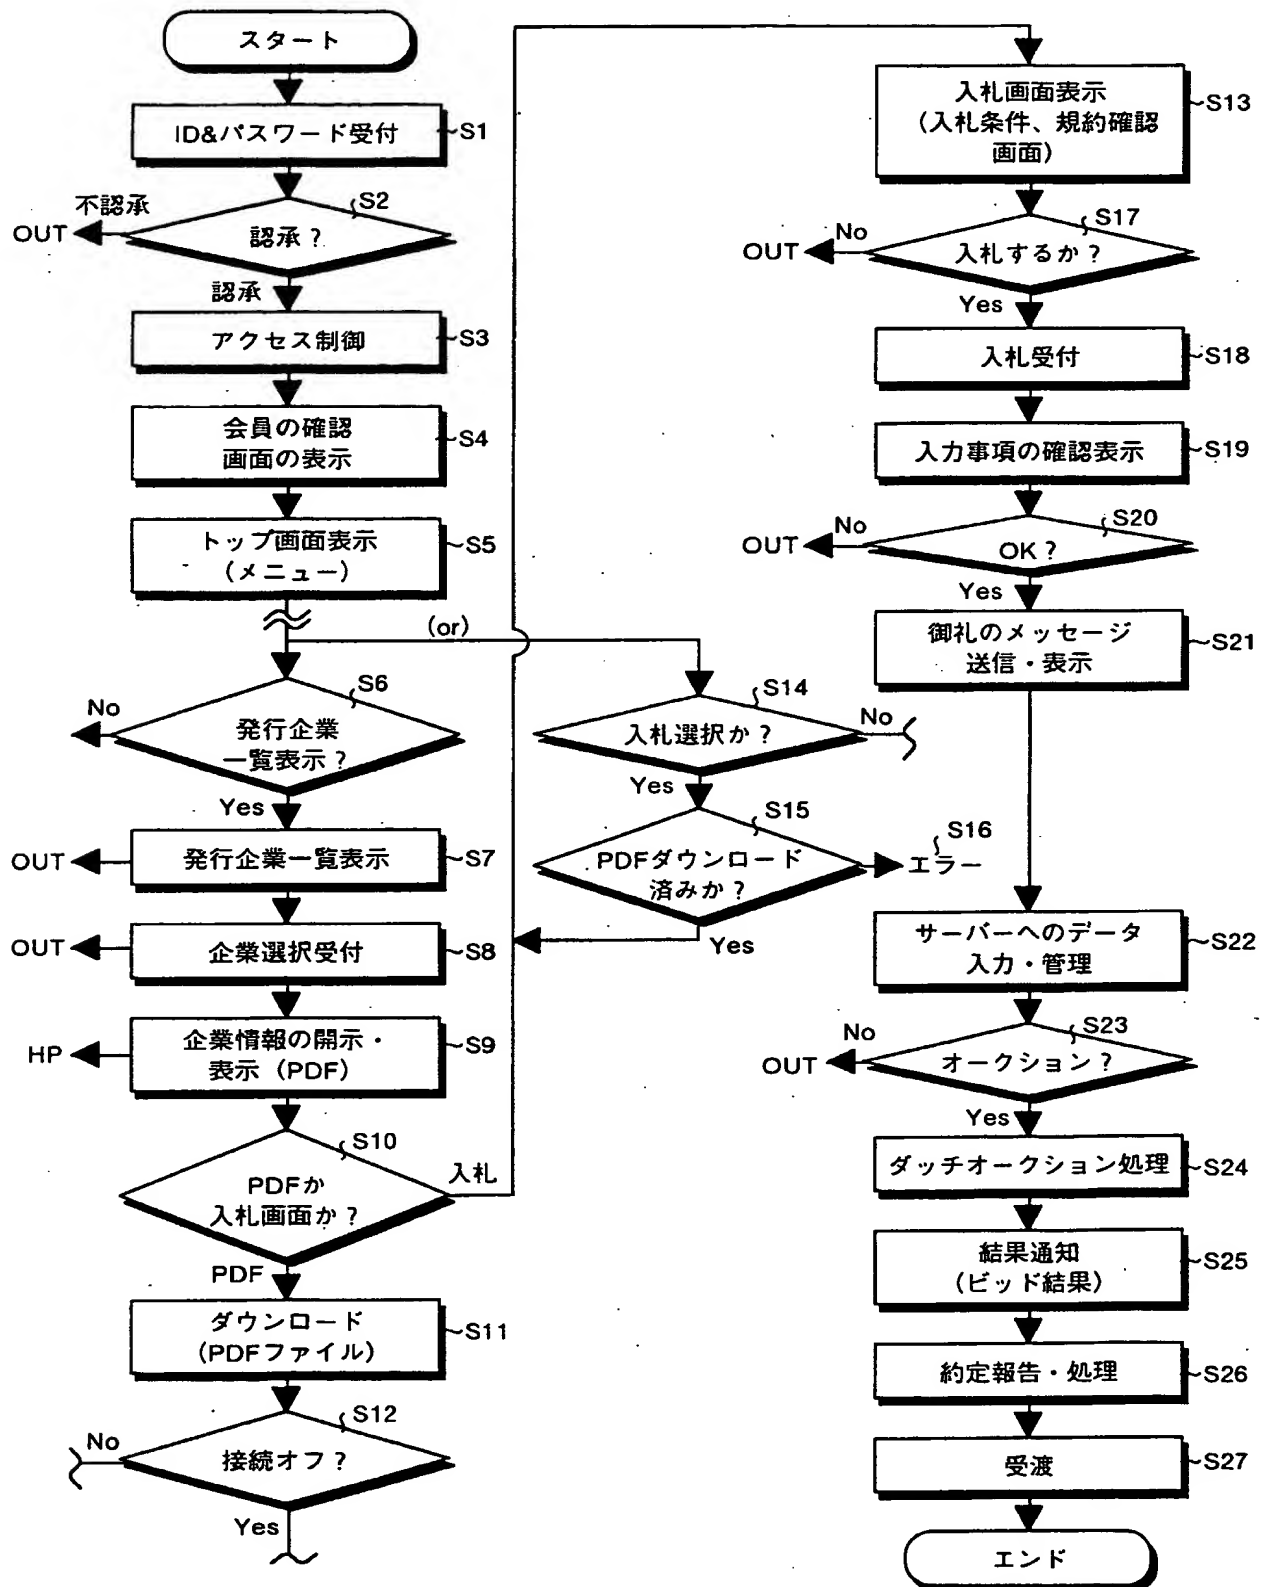 スタート
ID&パスワード受付
S1
S2
不認承
OUT
認承？
認承
アクセス制御
S3
会員の確認
画面の表示
S4
トップ画面表示
（メニュー）
S5
(or)
S6
No
発行企業
一覧表示？
Yes
発行企業一覧表示
S7
OUT
企業選択受付
S8
OUT
企業情報の開示・
表示（PDF）
S9
HP
S10
PDFか
入札画面か？
入札
PDF
ダウンロード
(PDFファイル)
S11
S12
No
接続オフ？
Yes
S14
入札選択か？
No
Yes
S15
PDFダウンロード
済みか？
S16
エラー
Yes
入札画面表示
（入札条件、規約確認
画面）
S13
S17
No
OUT
入札するか？
Yes
入札受付
S18
入力事項の確認表示
S19
S20
No
OUT
OK？
Yes
御礼のメッセージ
送信・表示
S21
サーバーへのデータ
入力・管理
S22
S23
No
OUT
オークション？
Yes
ダッチオークション処理
S24
結果通知
（ビッド結果）
S25
約定報告・処理
S26
受渡
S27
エンド